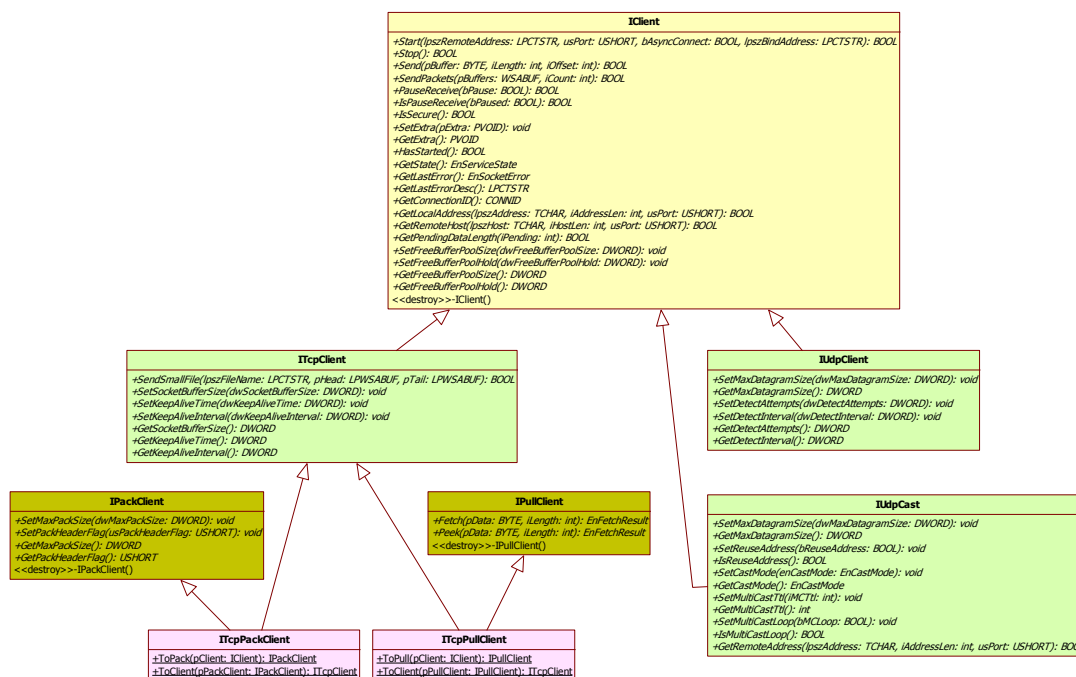 IClient
+Start(lpszRemoteAddress: LPCTSTR, usPort: USHORT, bAsyncConnect: BOOL, lpszBindAddress: LPCTSTR): BOOL
+Stop(): BOOL
+Send(pBuffer: BYTE, iLength: int, iOffset: int): BOOL
+SendPackets(pBuffers: WSABUF, iCount: int): BOOL
+PauseReceive(bPause: BOOL): BOOL
+IsPauseReceive(bPaused: BOOL): BOOL
+IsSecure(): BOOL
+SetExtra(pExtra: PVOID): void
+GetExtra(): PVOID
+HasStarted(): BOOL
+GetState(): EnServiceState
+GetLastError(): EnSocketError
+GetLastErrorDesc(): LPCTSTR
+GetConnectionID(): CONNID
+GetLocalAddress(lpszAddress: TCHAR, iAddressLen: int, usPort: USHORT): BOOL
+GetRemoteHost(lpszHost: TCHAR, iHostLen: int, usPort: USHORT): BOOL
+GetPendingDataLength(iPending: int): BOOL
+SetFreeBufferPoolSize(dwFreeBufferPoolSize: DWORD): void
+SetFreeBufferPoolHold(dwFreeBufferPoolHold: DWORD): void
+GetFreeBufferPoolSize(): DWORD
+GetFreeBufferPoolHold(): DWORD
<<destroy>>-IClient()
ITcpClient
+SendSmallFile(lpszFileName: LPCTSTR, pHead: LPWSABUF, pTail: LPWSABUF): BOOL
+SetSocketBufferSize(dwSocketBufferSize: DWORD): void
+SetKeepAliveTime(dwKeepAliveTime: DWORD): void
+SetKeepAliveInterval(dwKeepAliveInterval: DWORD): void
+GetSocketBufferSize(): DWORD
+GetKeepAliveTime(): DWORD
+GetKeepAliveInterval(): DWORD
IUdpClient
+SetMaxDatagramSize(dwMaxDatagramSize: DWORD): void
+GetMaxDatagramSize(): DWORD
+SetDetectAttempts(dwDetectAttempts: DWORD): void
+SetDetectInterval(dwDetectInterval: DWORD): void
+GetDetectAttempts(): DWORD
+GetDetectInterval(): DWORD
IPackClient
+SetMaxPackSize(dwMaxPackSize: DWORD): void
+SetPackHeaderFlag(usPackHeaderFlag: USHORT): void
+GetMaxPackSize(): DWORD
+GetPackHeaderFlag(): USHORT
<<destroy>>-IPackClient()
IPullClient
+Fetch(pData: BYTE, iLength: int): EnFetchResult
+Peek(pData: BYTE, iLength: int): EnFetchResult
<<destroy>>-IPullClient()
IUdpCast
+SetMaxDatagramSize(dwMaxDatagramSize: DWORD): void
+GetMaxDatagramSize(): DWORD
+SetReuseAddress(bReuseAddress: BOOL): void
+IsReuseAddress(): BOOL
+SetCastMode(enCastMode: EnCastMode): void
+GetCastMode(): EnCastMode
+SetMultiCastTtl(iMCTtl: int): void
+GetMultiCastTtl(): int
+SetMultiCastLoop(bMCLoop: BOOL): void
+IsMultiCastLoop(): BOOL
+GetRemoteAddress(lpszAddress: TCHAR, iAddressLen: int, usPort: USHORT): BOO
ITcpPackClient
+ToPack(pClient: IClient): IPackClient
+ToClient(pPackClient: IPackClient): ITcpClient
ITcpPullClient
+ToPull(pClient: IClient): IPullClient
+ToClient(pPullClient: IPullClient): ITcpClient